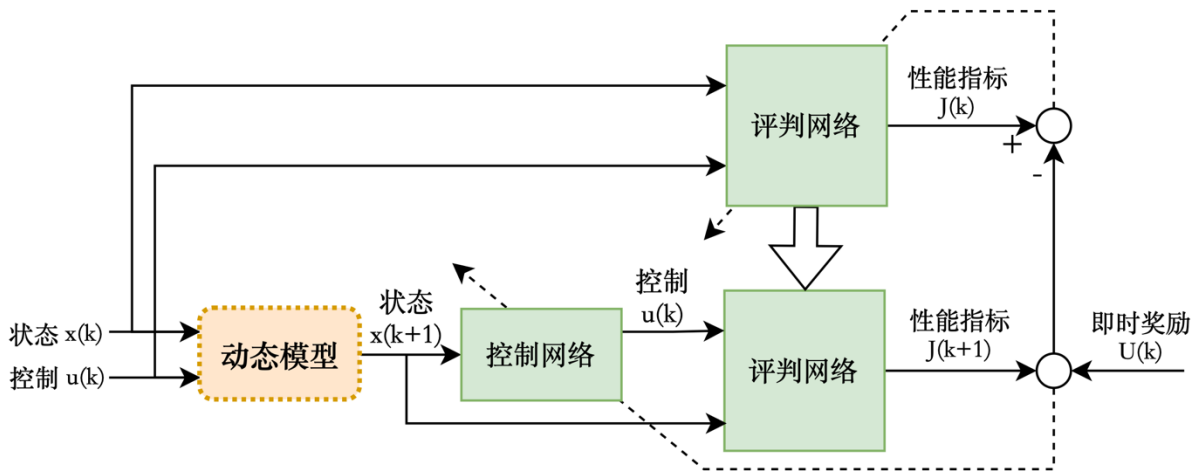 性能指标
J(k)
评判网络
+
-
控制
u(k)
状态
x(k+1)
性能指标
J(k+1)
即时奖励
U(k)
状态 x(k)
动态模型
控制网络
评判网络
控制 u(k)